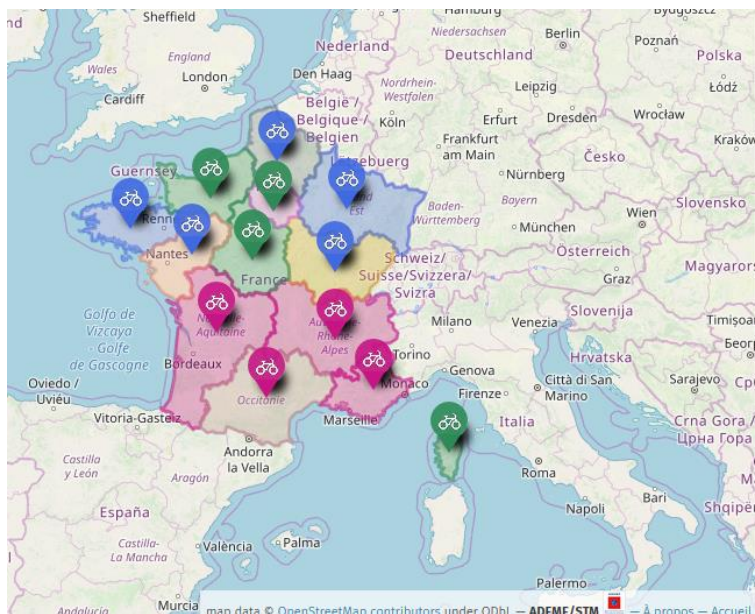 Sheffield
Hamburg
Bydgoszcz
England
Nederland
Niedersachsen
Berlin
Poznań
Polska
Wales
London
Den Haag
Deutschland
Cardiff
België /
Belgique /
Belgien
Nordrhein-
Westfalen
Leipzig
Łódź
Köln
Erfurt
Dresden
Wrocław
Frankfurt
am Main
Česko
Kraków
Guernsey
Nürnberg
Baden-
Württemberg
Bayern
Est
Slovensko
München
Wien
Nantes
France
Schweiz/
Suisse/Svizzera/
Svizra
Österreich
Graz
Magyarország
Golfo de
Vizcaya
- Golfe
de Gascogne
Aquitaine
Rhône-
Alpes
Milano
Venezia
Slovenija
Bordeaux
Torino
Hrvatska
Oviedo /
Uviéu
Occitanie
Monaco
Genova
Firenze
Città di San
Marino
Sarajevo
Vitoria-Gasteiz
Marseille
Italia
Crna Gora /
Црна Гора
Castilla
y León
Andorra
la Vella
Aragón
Roma
Bari
España
Napoli
Castilla-
La Mancha
València
Palma
Palermo
Murcia
Andalucía
map data © OpenStreetMap contributors under ODbL — ADEME/STM — À propos — Accueil